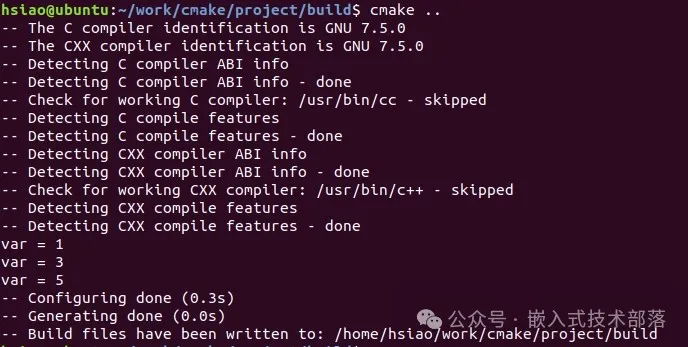 hsiao@ubuntu:~/work/cmake/project/build$ cmake ..
-- The C compiler identification is GNU 7.5.0
-- The CXX compiler identification is GNU 7.5.0
-- Detecting C compiler ABI info
-- Detecting C compiler ABI info - done
-- Check for working C compiler: /usr/bin/cc - skipped
-- Detecting C compile features
-- Detecting C compile features - done
-- Detecting CXX compiler ABI info
-- Detecting CXX compiler ABI info - done
-- Check for working CXX compiler: /usr/bin/c++ - skipped
-- Detecting CXX compile features
-- Detecting CXX compile features - done
var = 1
var = 3
var = 5
-- Configuring done (0.3s)
-- Generating done (0.0s)
公众号 · 嵌入式技术部落
-- Build files have been written to: /home/hsiao/work/cmake/project/build